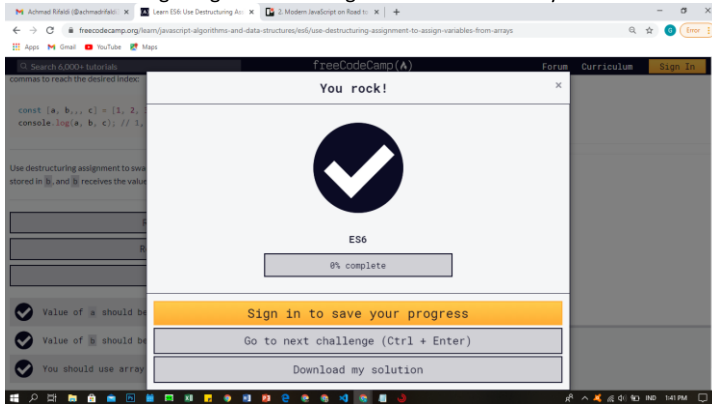 Achmad Rifaldi (@achmadrifaldi
Learn ES6: Use Destructuring As
2. Modern JavaScript on Road to
freecodecamp.org/learn/javascript-algorithms-and-data-structures/es6/use-destructuring-assignment-to-assign-variables-from-arrays
Error
Apps Gmail YouTube Maps
Search 6,000+ tutorials
freeCodeCamp(🔥)
Forum Curriculum Sign In
commas to reach the desired index:
You rock!
const [a, b,,, c] = [1, 2,
console.log(a, b, c); // 1,
Use destructuring assignment to swa
stored in b, and b receives the value
ES6
0% complete
Sign in to save your progress
Value of a should be
Go to next challenge (Ctrl + Enter)
Value of b should be
Download my solution
You should use array
IND 1:41 PM